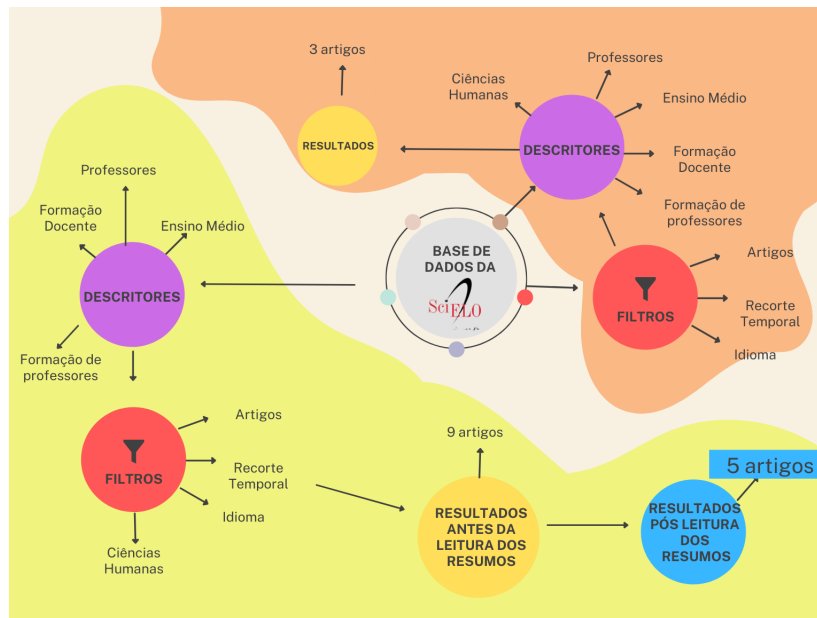 3 artigos
RESULTADOS
Ciências
Humanas
Professores
Ensino Médio
DESCRITORES
Formação
Docente
Formação de
professores
BASE DE
DADOS DA
SciELO
FILTROS
Artigos
Recorte
Temporal
Idioma
Professores
Formação
Docente
Ensino Médio
DESCRITORES
Formação de
professores
FILTROS
Artigos
Recorte
Temporal
Idioma
Ciências
Humanas
9 artigos
RESULTADOS
ANTES DA
LEITURA DOS
RESUMOS
5 artigos
RESULTADOS
PÓS LEITURA
DOS
RESUMOS